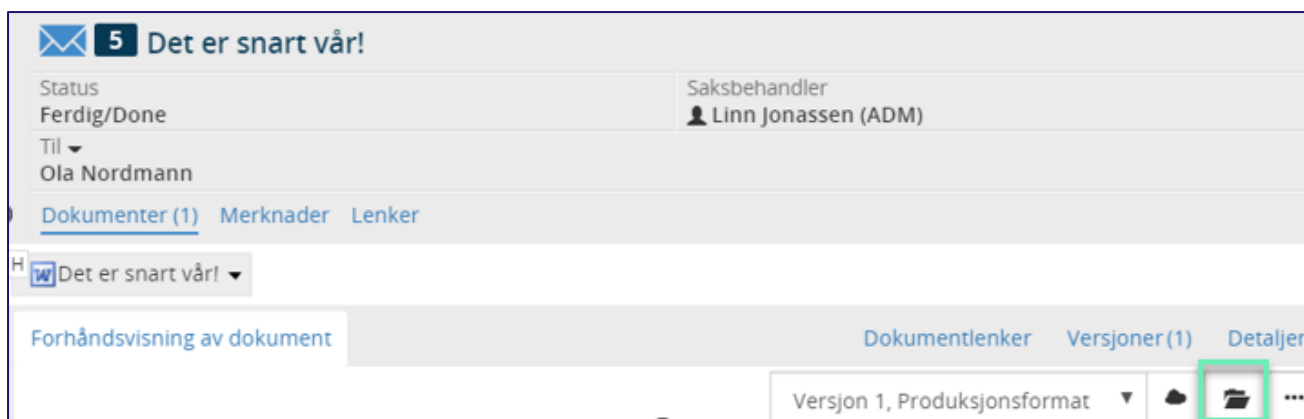 5 Det er snart vår!
Status Saksbehandler
Ferdig/Done Linn Jonassen (ADM)
Til
Ola Nordmann
Dokumenter (1) Merknader Lenker
H
Det er snart vår!
Forhåndsvisning av dokument Dokumentlenker Versjoner (1) Detaljer
Versjon 1, Produksjonsformat